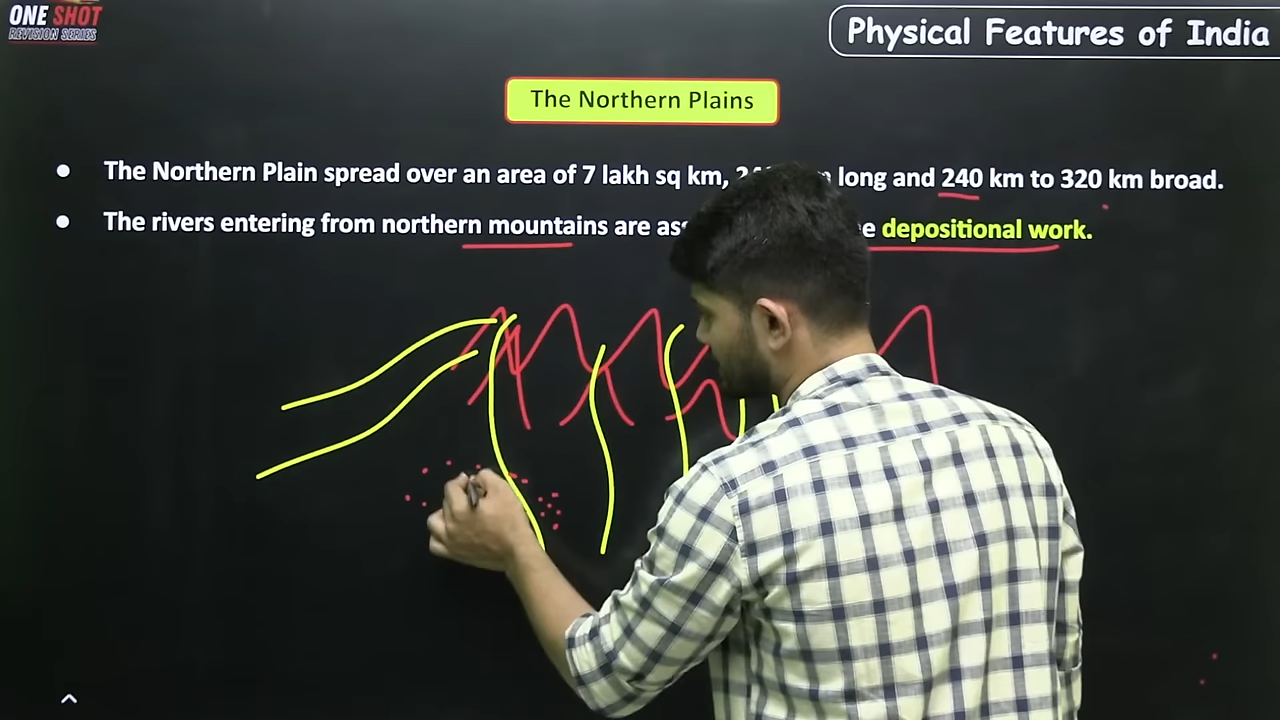 ONE SHOT
REVISION SERIES
Physical Features of India
The Northern Plains
The Northern Plain spread over an area of 7 lakh sq km, long and 240 km to 320 km broad.
The rivers entering from northern mountains are depositional work.